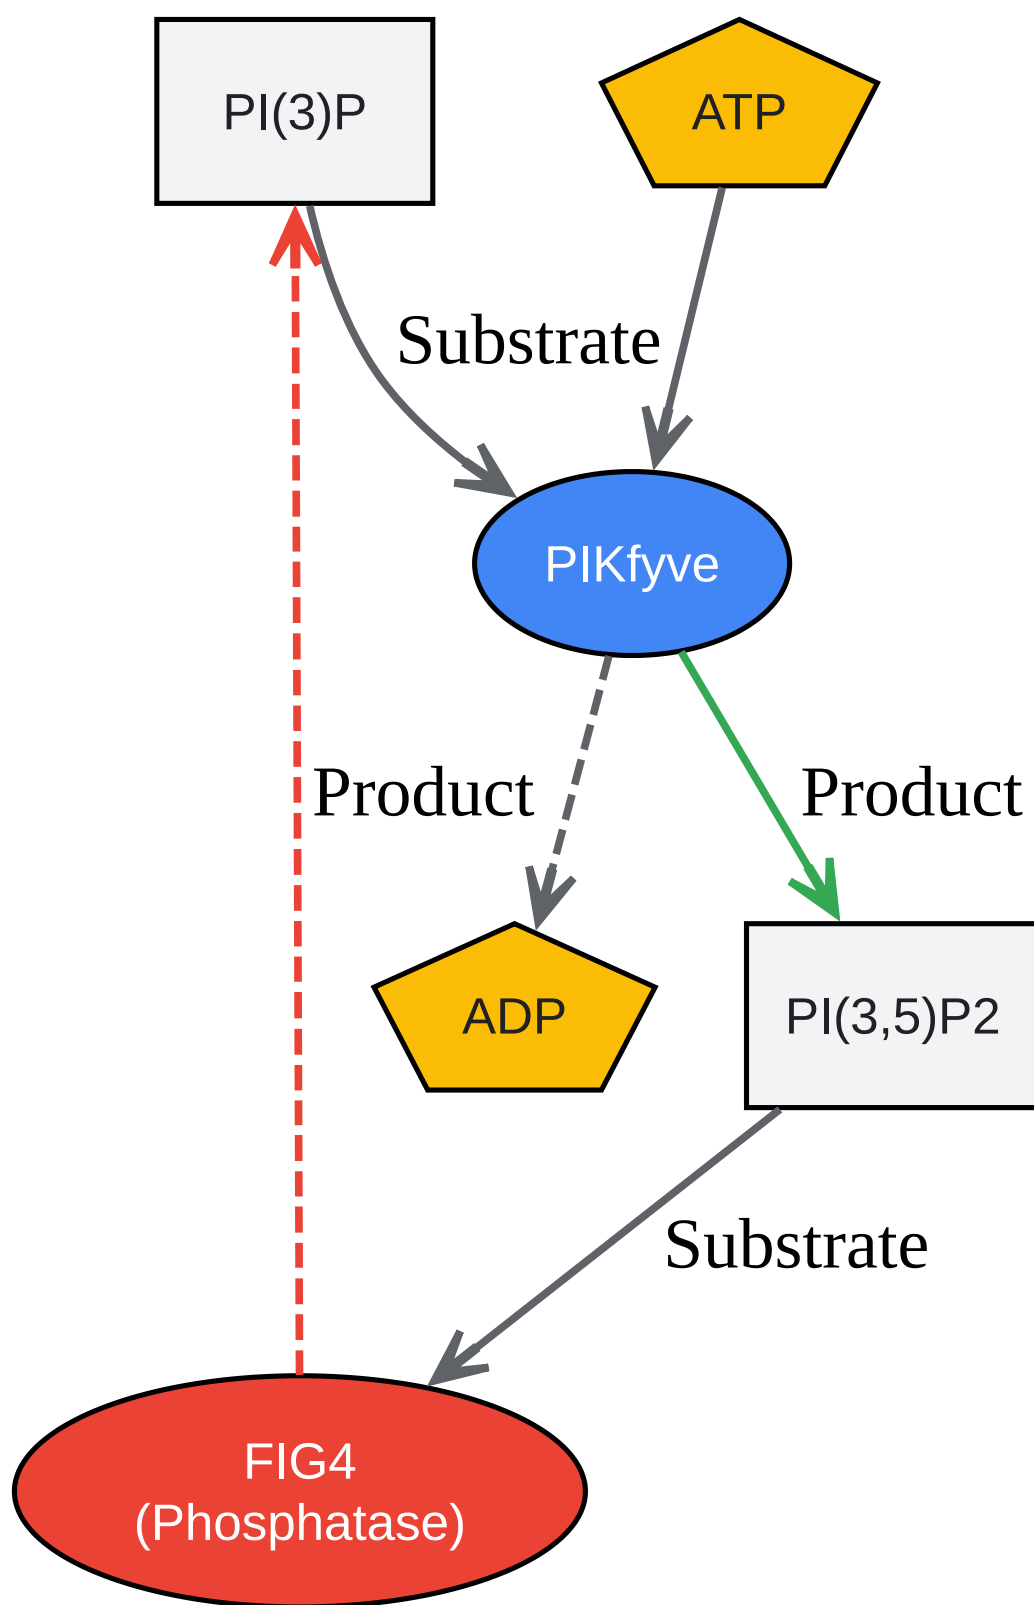 PI(3)P
ATP
Substrate
PIKfyve
Product
Product
ADP
PI(3,5)P2
Substrate
FIG4
(Phosphatase)